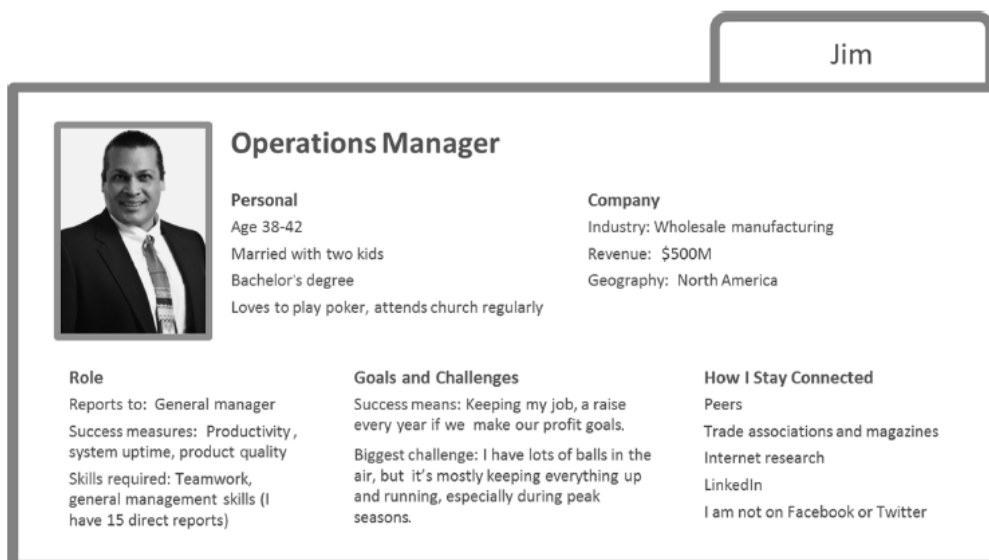 Jim
Operations Manager
Personal
Age 38-42
Married with two kids
Bachelor's degree
Loves to play poker, attends church regularly
Company
Industry: Wholesale manufacturing
Revenue: $500M
Geography: North America
Role
Reports to: General manager
Success measures: Productivity,
system uptime, product quality
Skills required: Teamwork,
general management skills (I
have 15 direct reports)
Goals and Challenges
Success means: Keeping my job, a raise
every year if we make our profit goals.
Biggest challenge: I have lots of balls in the
air, but it's mostly keeping everything up
and running, especially during peak
seasons.
How I Stay Connected
Peers
Trade associations and magazines
Internet research
LinkedIn
I am not on Facebook or Twitter